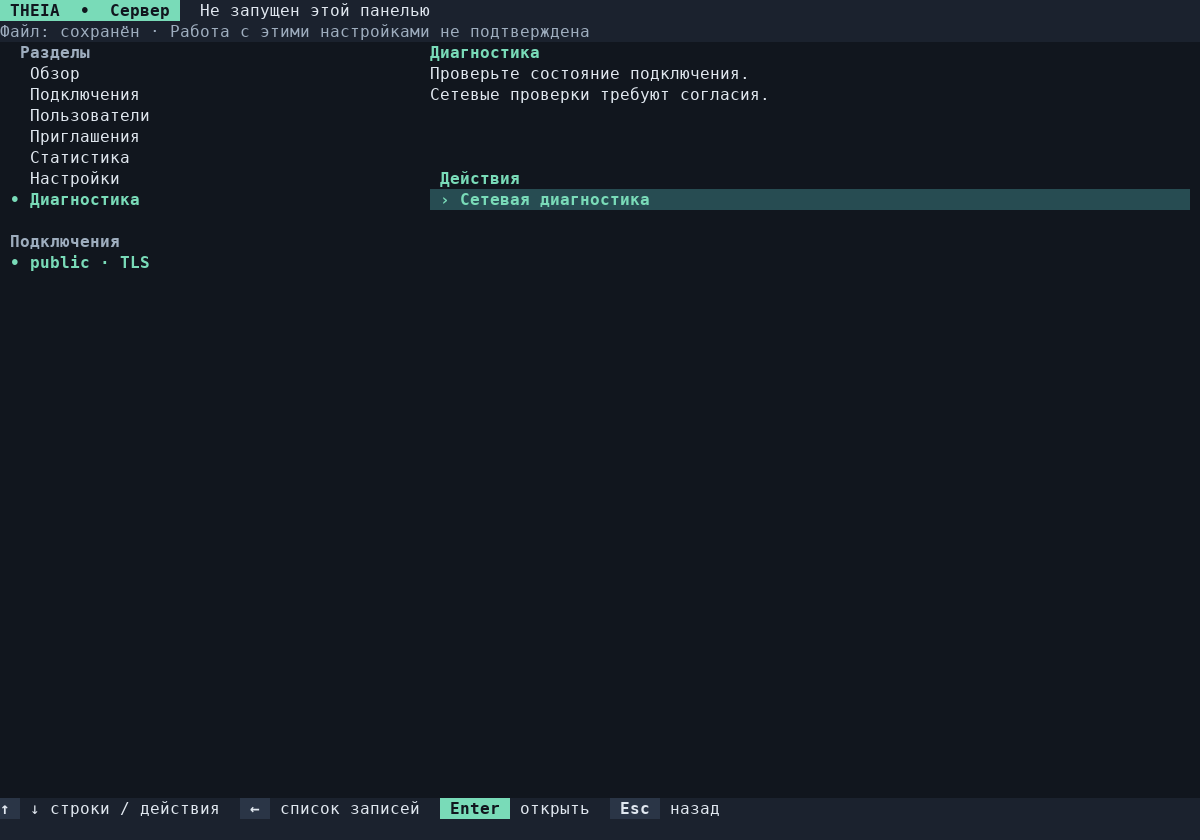 THEIA • Сервер Не запущен этой панелью
Файл: сохранён · Работа с этими настройками не подтверждена
Разделы
Обзор
Подключения
Пользователи
Приглашения
Статистика
Настройки
• Диагностика
Подключения
• public · TLS
Диагностика
Проверьте состояние подключения.
Сетевые проверки требуют согласия.
Действия
› Сетевая диагностика
↑ ↓ строки / действия ← список записей Enter открыть Esc назад